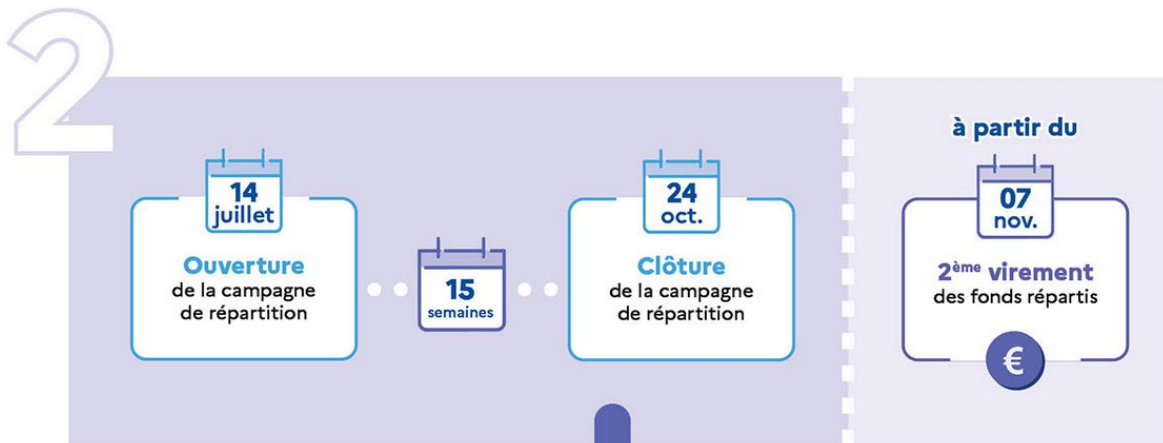 2
14
juillet
Ouverture
de la campagne
de répartition
15
semaines
24
oct.
Clôture
de la campagne
de répartition
à partir du
07
nov.
2ème virement
des fonds répartis
€